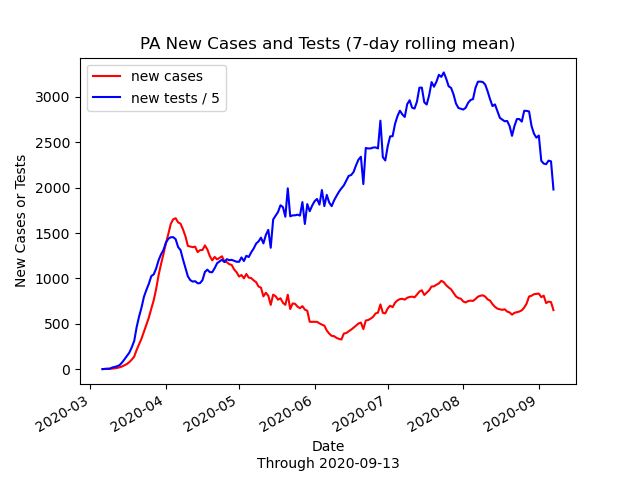 PA New Cases and Tests (7-day rolling mean)
new cases
new tests / 5
New Cases or Tests
3000
2500
2000
1500
1000
500
0
2020-03
2020-04
2020-05
2020-06
2020-07
2020-08
2020-09
Date
Through 2020-09-13